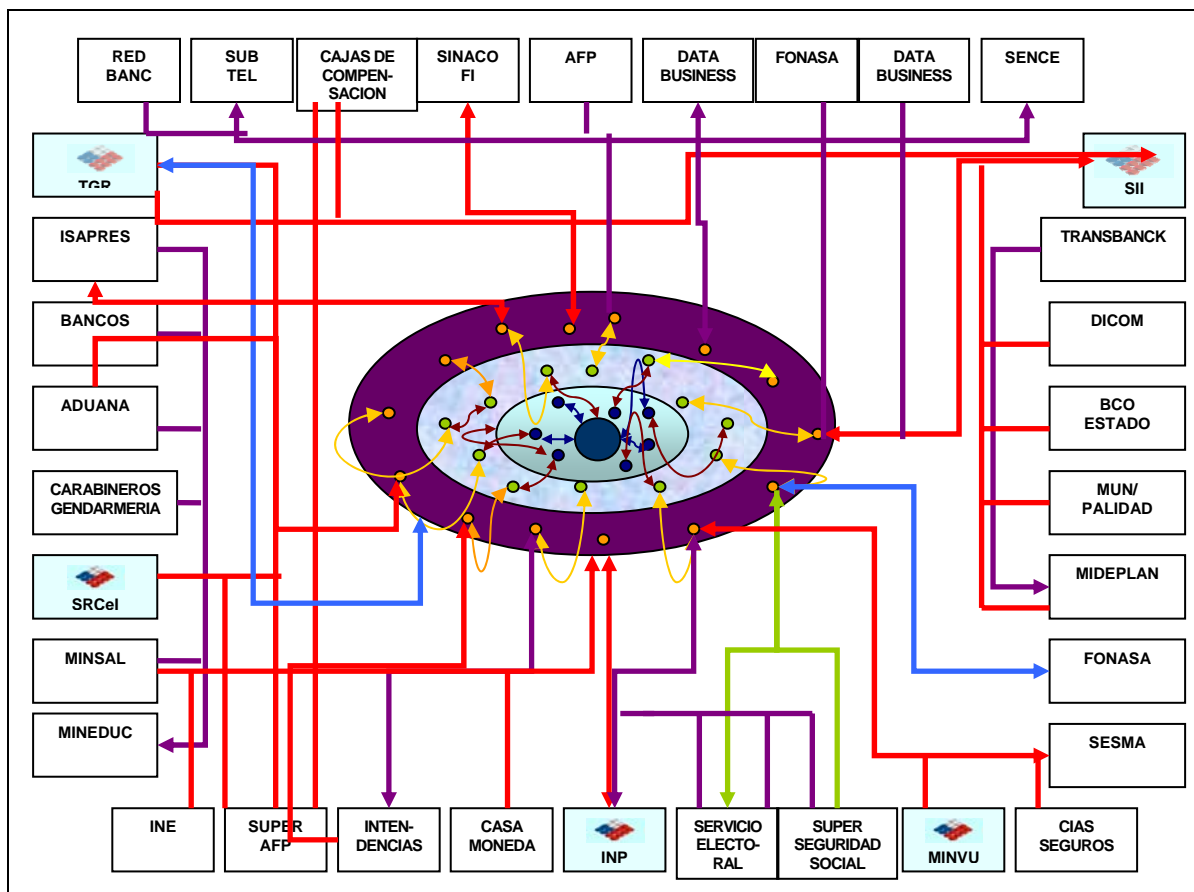 RED
BANC
SUB
TEL
CAJAS DE
COMPEN-
SACION
SINACO
FI
AFP
DATA
BUSINESS
FONASA
DATA
BUSINESS
SENCE
TGR
SII
ISAPRES
TRANSBANCK
BANCOS
DICOM
ADUANA
BCO
ESTADO
CARABINEROS
GENDARMERIA
MUN/
PALIDAD
SRCeI
MIDEPLAN
MINSAL
FONASA
MINEDUC
SESMA
INE
SUPER
AFP
INTEN-
DENCIAS
CASA
MONEDA
INP
SERVICIO
ELECTO-
RAL
SUPER
SEGURIDAD
SOCIAL
MINVU
CIAS
SEGUROS